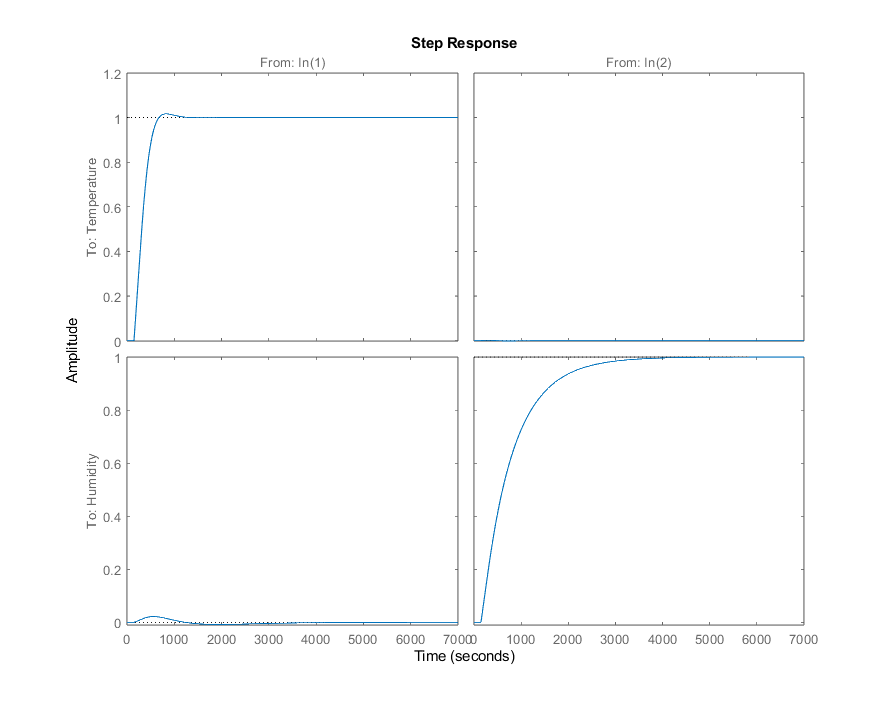 Step Response
From: In(1)
From: In(2)
To: Temperature
1.2
1
0.8
0.6
0.4
0.2
0
Amplitude
To: Humidity
1
0.8
0.6
0.4
0.2
0
0 1000 2000 3000 4000 5000 6000 7000
0 1000 2000 3000 4000 5000 6000 7000
Time (seconds)